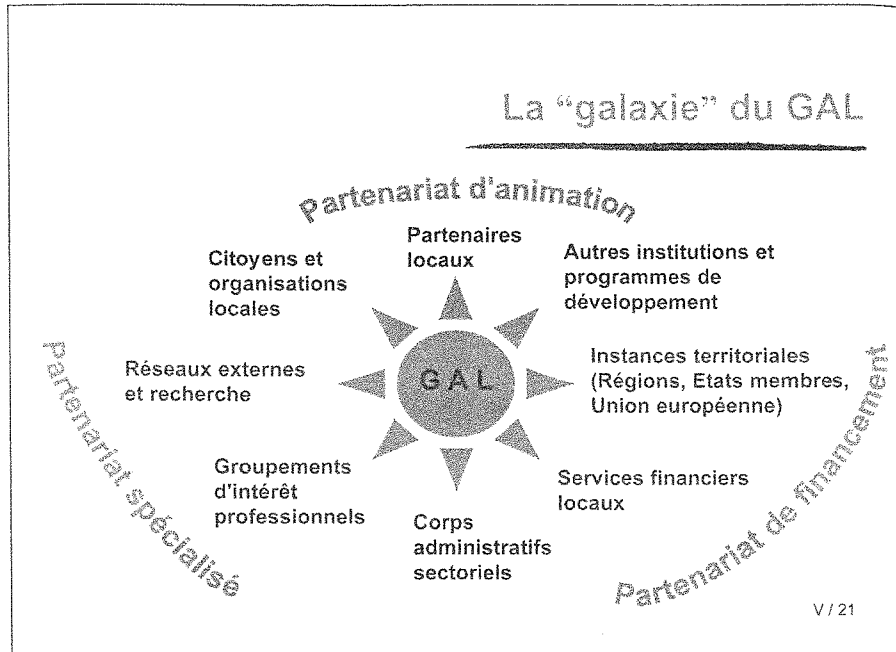 La “galaxie” du GAL
Partenariat d'animation
Partenaires
locaux
Citoyens et
organisations
locales
Autres institutions et
programmes de
développement
Réseaux externes
et recherche
GAL
Instances territoriales
(Régions, Etats membres,
Union européenne)
Groupements
d'intérêt
professionnels
Services financiers
locaux
Corps
administratifs
sectoriels
Partenariat spécialisé
Partenariat de financement
V / 21